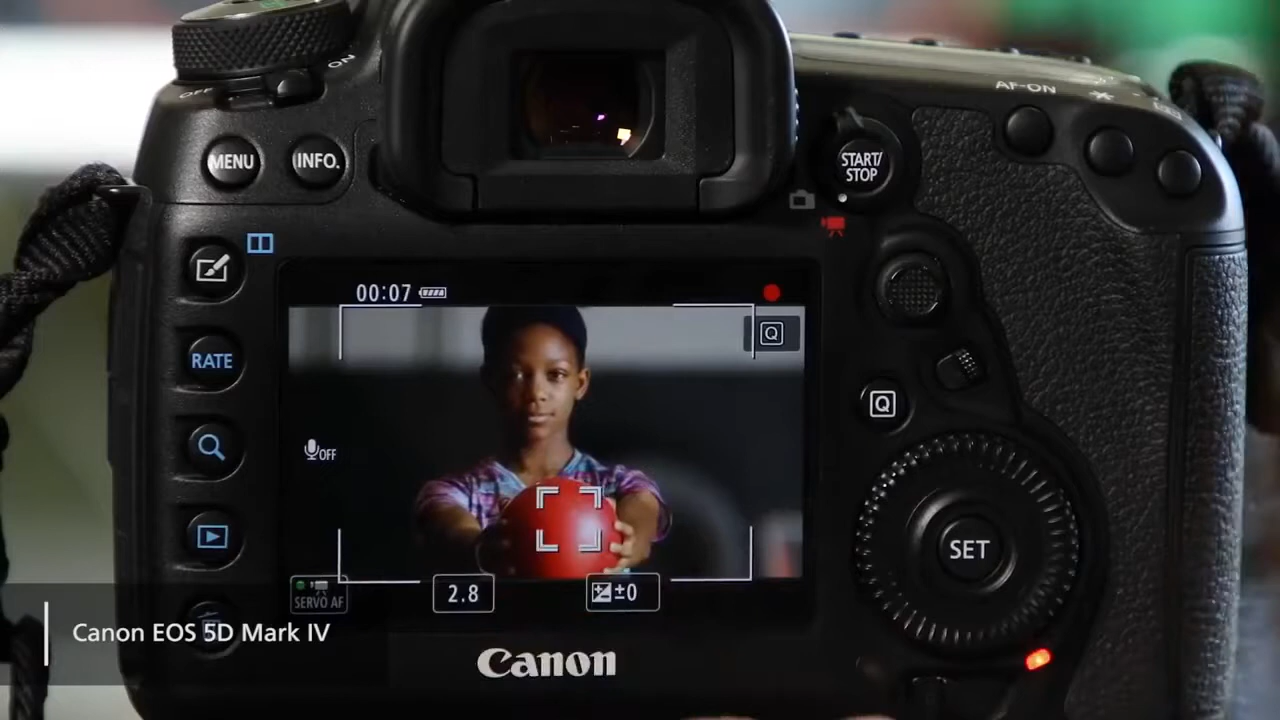 ON
OFF
AF-ON
MENU
INFO.
START/
STOP
00:07
Q
RATE
Q
OFF
SET
SERVO AF
2.8
±0
Canon EOS 5D Mark IV
Canon